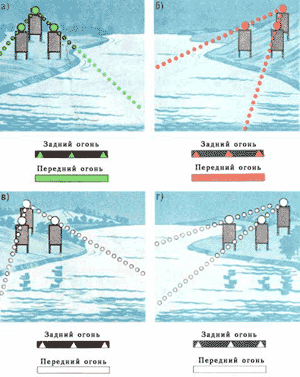 а)
б)
Задний огонь
Передний огонь
Задний огонь
Передний огонь
в)
г)
Задний огонь
Передний огонь
Задний огонь
Передний огонь